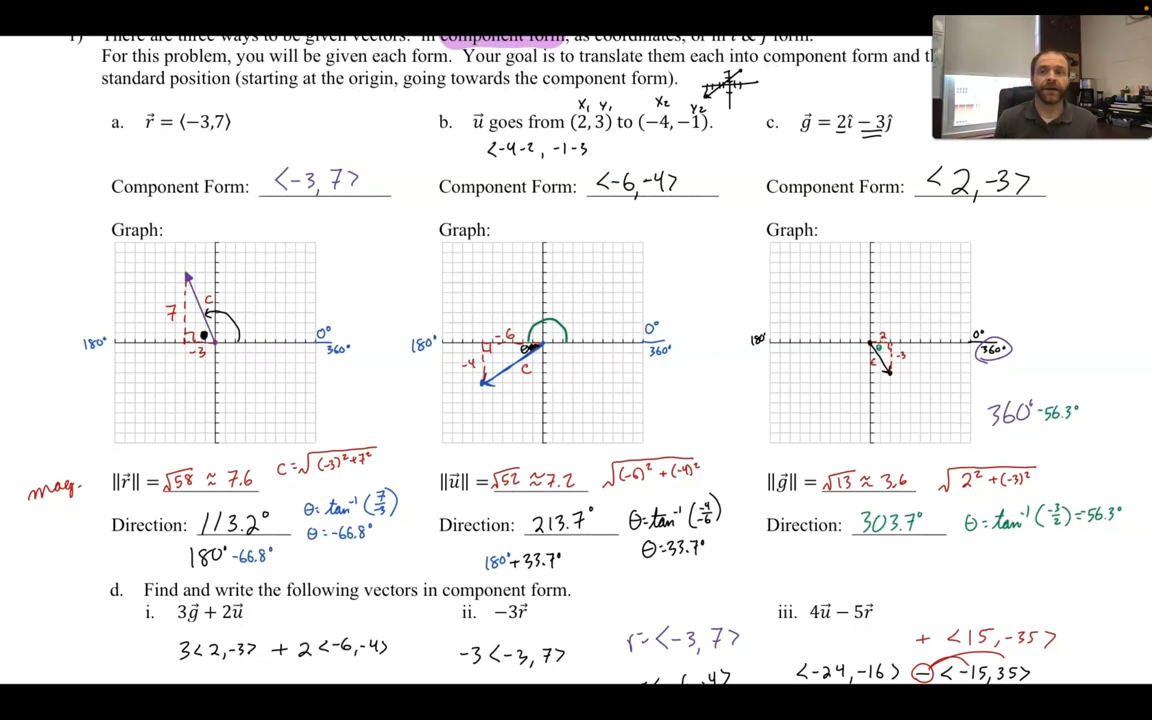 1) There are three ways to be given vectors. In component form, as coordinates, or in i & j form.
For this problem, you will be given each form. Your goal is to translate them each into component form and
standard position (starting at the origin, going towards the component form).
x₁ y₁ x₂ y₂
a. r⃗ = ⟨−3,7⟩ b. u⃗ goes from (2, 3) to (−4, −1). c. g⃗ = 2î − 3ĵ
<-4-2, -1-3
Component Form: <-3, 7> Component Form: <-6, -4> Component Form: <2, -3>
Graph: Graph: Graph:
7 C -3 180° 0° 360°
-6 -4 θ C 180° 0° 360°
2 -3 θ C 180° 0° 360°
360° -56.3°
mag. ‖r⃗‖ = √58 ≈ 7.6 C=√(-3)²+7² ‖u⃗‖ = √52 ≈7.2 √(-6)²+(-4)² ‖g⃗‖ = √13 ≈ 3.6 √2²+(-3)²
Direction: 113.2° θ=tan⁻¹(7/-3) Direction: 213.7° θ=tan⁻¹(-4/-6) Direction: 303.7° θ=tan⁻¹(-3/2)=56.3°
180° -66.8° θ=-66.8° 180°+33.7° θ=33.7°
d. Find and write the following vectors in component form.
i. 3g⃗ + 2u⃗ ii. −3r⃗ iii. 4u⃗ − 5r⃗
3<2,-3> + 2<-6,-4> -3<-3, 7> r=<-3, 7> + <15, -35>
<-24, -16> - <-15, 35>